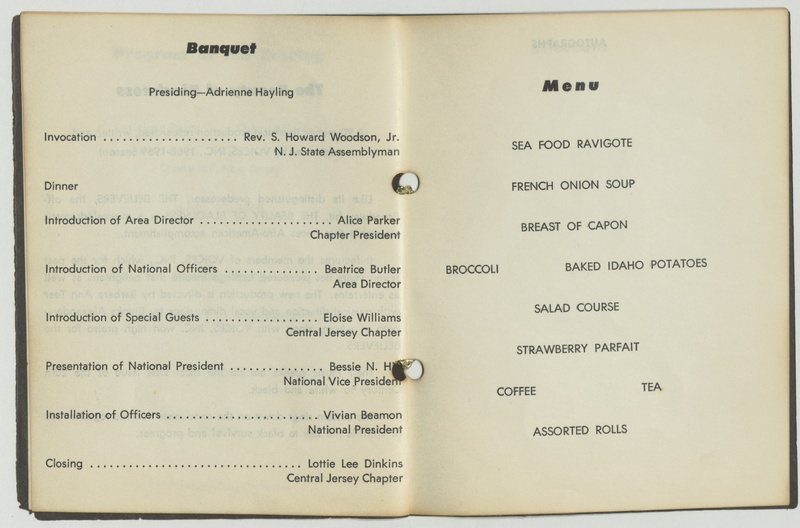 Banquet
Presiding—Adrienne Hayling
Invocation ..................... Rev. S. Howard Woodson, Jr.
N. J. State Assemblyman
Dinner
Introduction of Area Director .................... Alice Parker
Chapter President
Introduction of National Officers .............. Beatrice Butler
Area Director
Introduction of Special Guests ................. Eloise Williams
Central Jersey Chapter
Presentation of National President .............. Bessie N.
National Vice President
Installation of Officers ....................... Vivian Beamon
National President
Closing ................................ Lottie Lee Dinkins
Central Jersey Chapter
Menu
SEA FOOD RAVIGOTE
FRENCH ONION SOUP
BREAST OF CAPON
BROCCOLI BAKED IDAHO POTATOES
SALAD COURSE
STRAWBERRY PARFAIT
COFFEE TEA
ASSORTED ROLLS